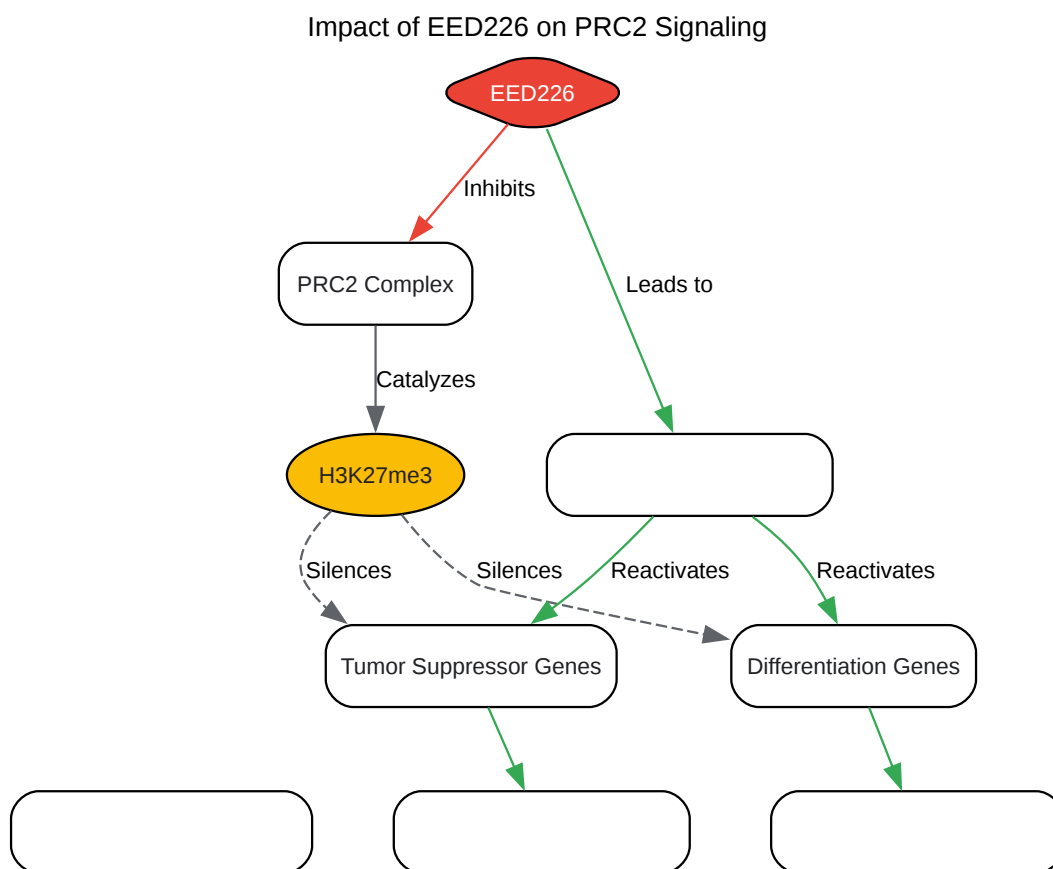 Impact of EED226 on PRC2 Signaling
EED226
Inhibits
PRC2 Complex
Leads to
Catalyzes
H3K27me3
Silences
Silences
Reactivates
Reactivates
Tumor Suppressor Genes
Differentiation Genes